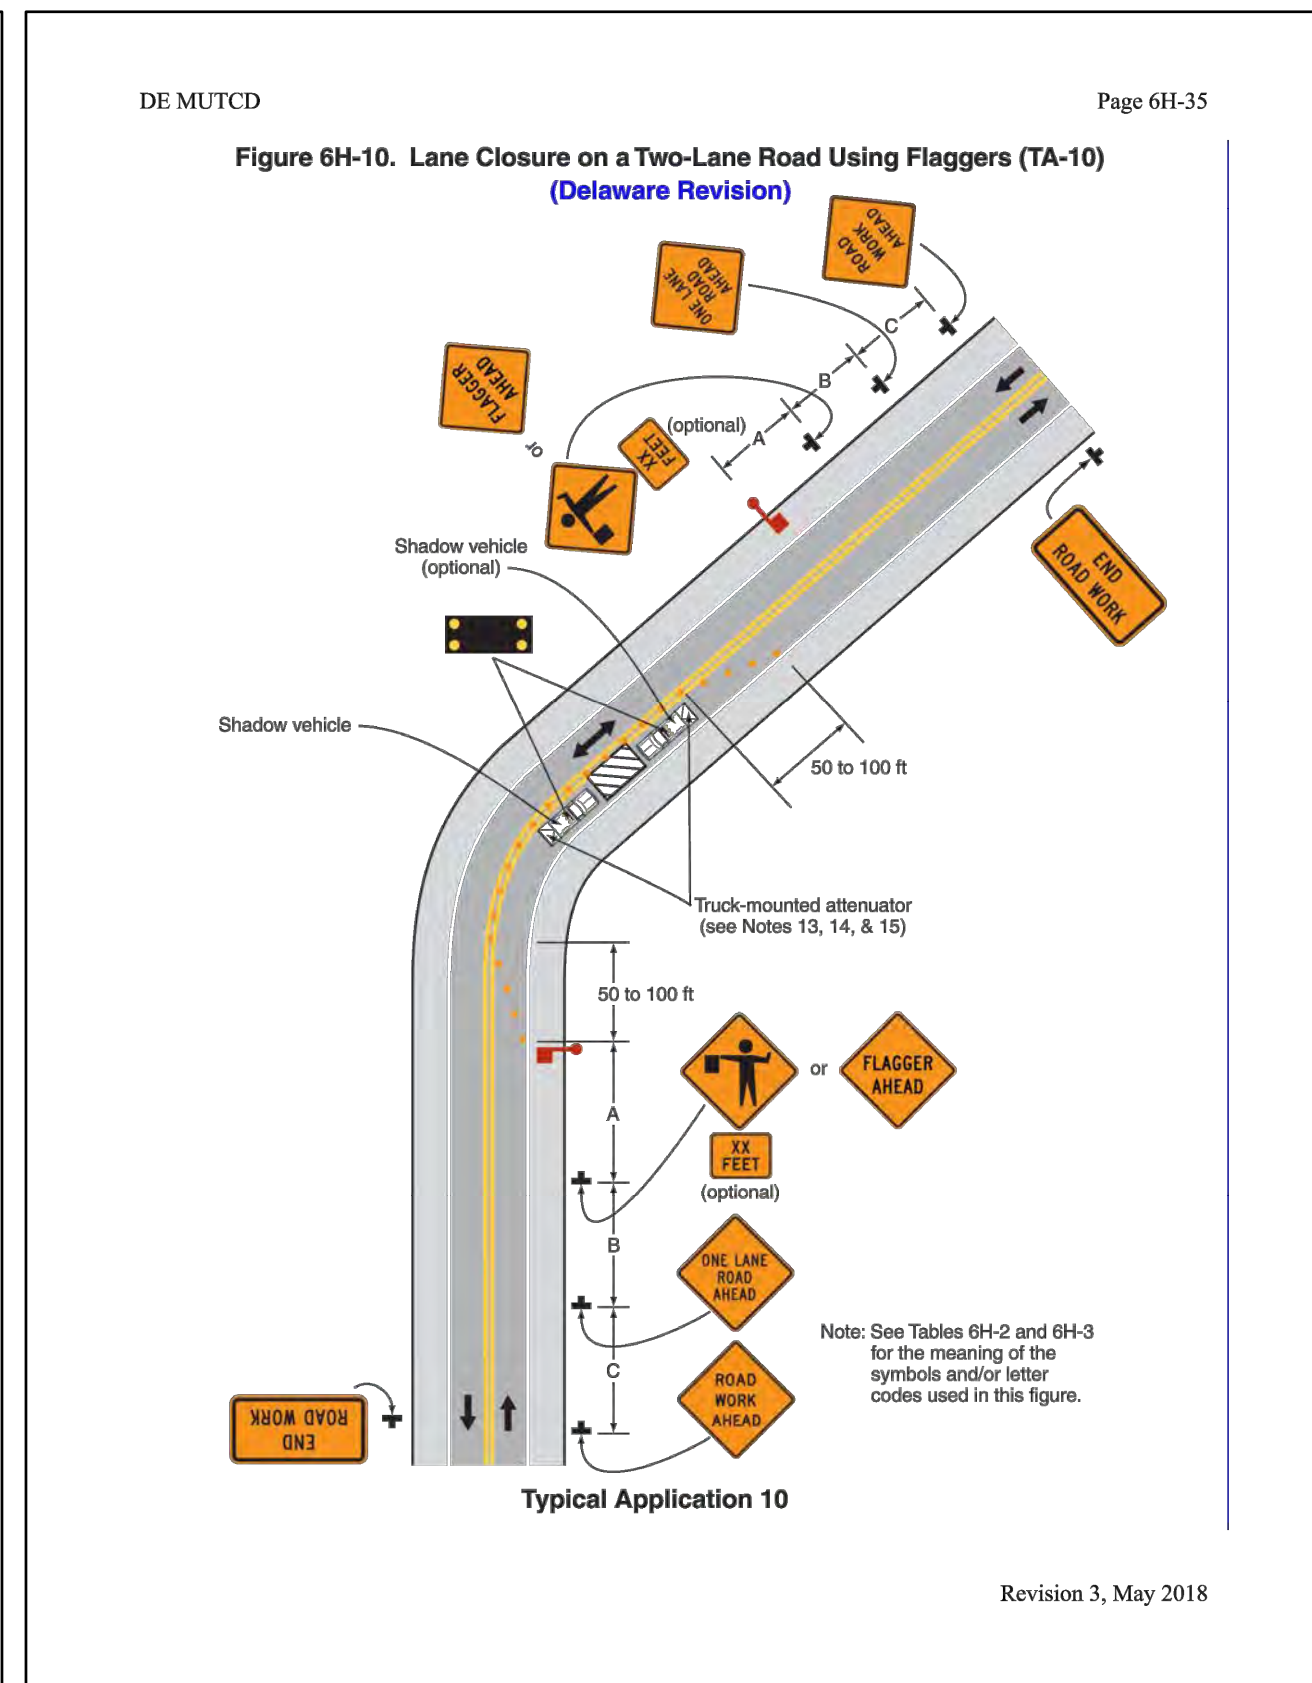 DE MUTCD
Page 6H-35
Figure 6H-10. Lane Closure on a Two-Lane Road Using Flaggers (TA-10)
(Delaware Revision)
ROAD
WORK
AHEAD
ONE LANE
ROAD
AHEAD
C
B
FLAGGER
AHEAD
or
XX
FEET
(optional)
A
END
ROAD WORK
Shadow vehicle
(optional)
Shadow vehicle
50 to 100 ft
Truck-mounted attenuator
(see Notes 13, 14, & 15)
50 to 100 ft
or
FLAGGER
AHEAD
A
XX
FEET
(optional)
B
ONE LANE
ROAD
AHEAD
Note: See Tables 6H-2 and 6H-3
for the meaning of the
symbols and/or letter
codes used in this figure.
C
ROAD
WORK
AHEAD
END
ROAD WORK
Typical Application 10
Revision 3, May 2018